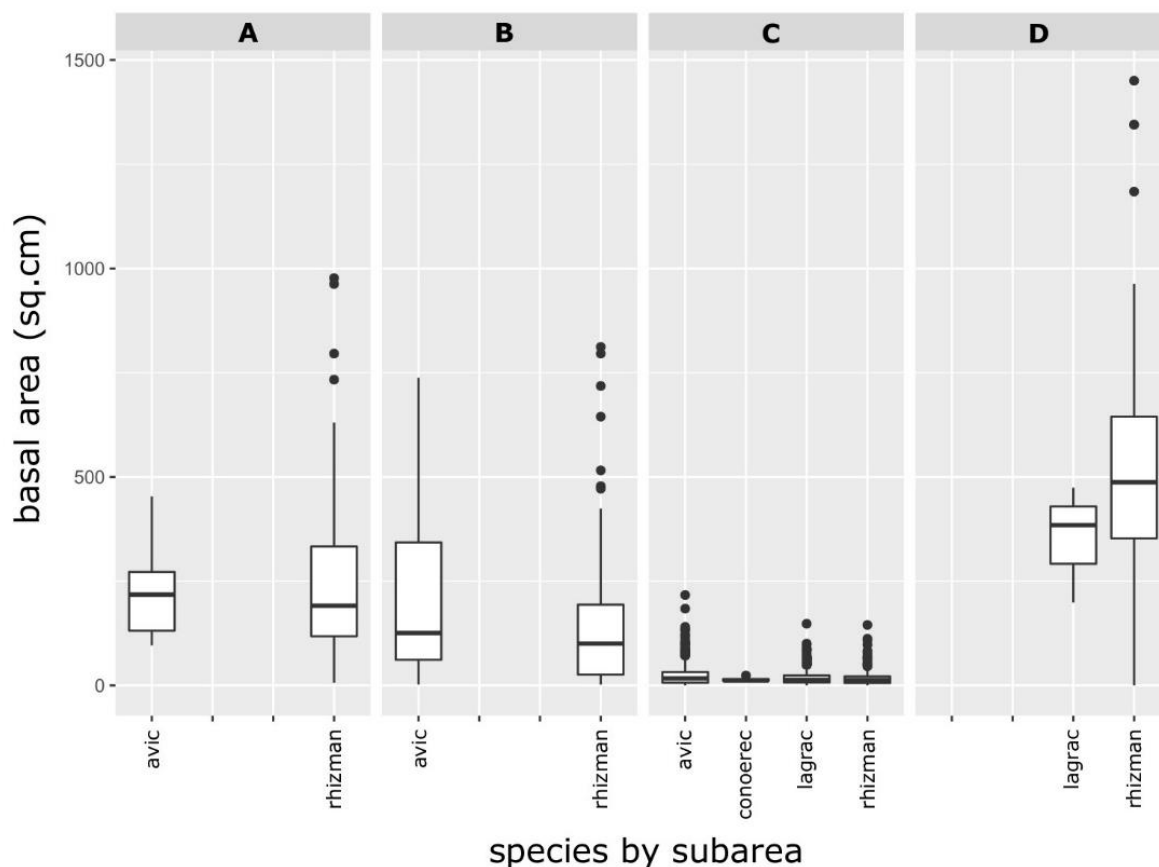 A B C D
1500
1000
500
0
basal area (sq.cm)
avic rhizman avic rhizman avic conoerec lagrac rhizman lagrac rhizman
species by subarea